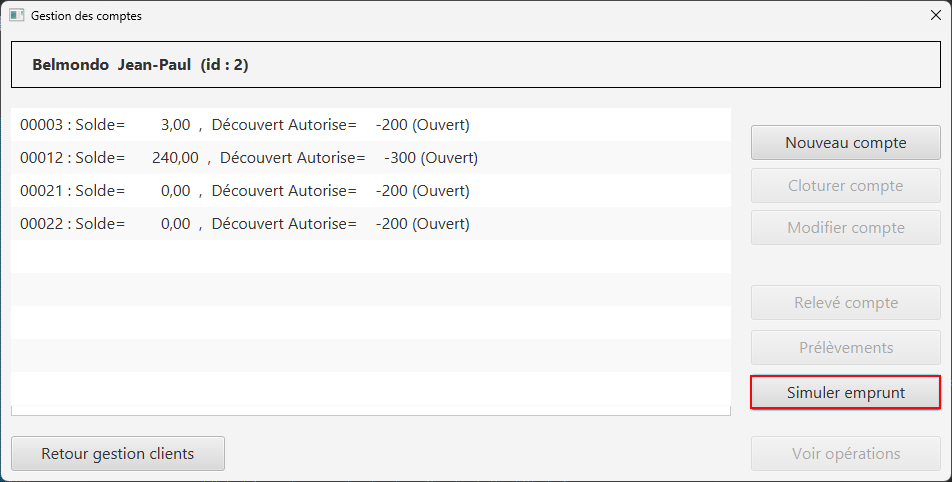 Gestion des comptes
Belmondo Jean-Paul (id : 2)
00003 : Solde= 3,00 , Découvert Autorise= -200 (Ouvert)
00012 : Solde= 240,00 , Découvert Autorise= -300 (Ouvert)
00021 : Solde= 0,00 , Découvert Autorise= -200 (Ouvert)
00022 : Solde= 0,00 , Découvert Autorise= -200 (Ouvert)
Nouveau compte
Cloturer compte
Modifier compte
Relevé compte
Prélèvements
Simuler emprunt
Retour gestion clients
Voir opérations